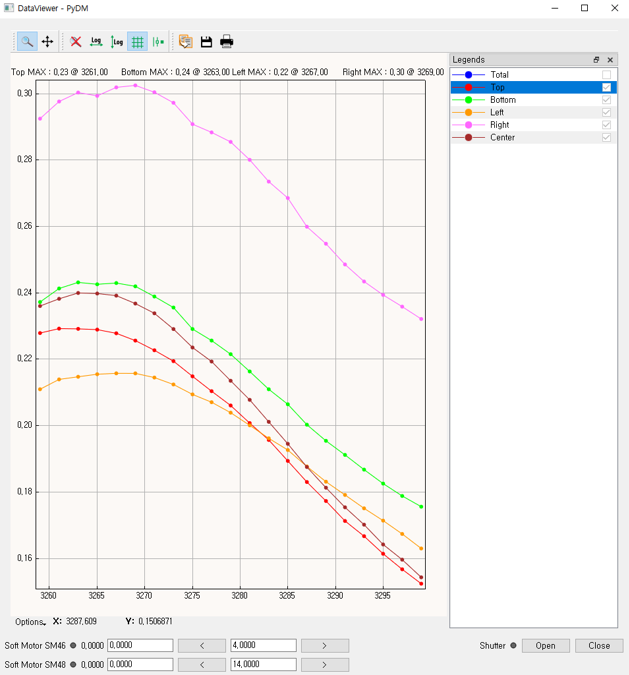 DataViewer - PyDM
Log Log
Top MAX : 0,23 @ 3261,00 Bottom MAX : 0,24 @ 3263,00 Left MAX : 0,22 @ 3267,00 Right MAX : 0,30 @ 3269,00
0,30
0,28
0,26
0,24
0,22
0,20
0,18
0,16
3260 3265 3270 3275 3280 3285 3290 3295
Legends
Total
Top
Bottom
Left
Right
Center
Options, X: 3287,609 Y: 0,1506871
Soft Motor SM46 0,0000 0,0000 < 4,0000 > Shutter Open Close
Soft Motor SM48 0,0000 0,0000 < 14,0000 >